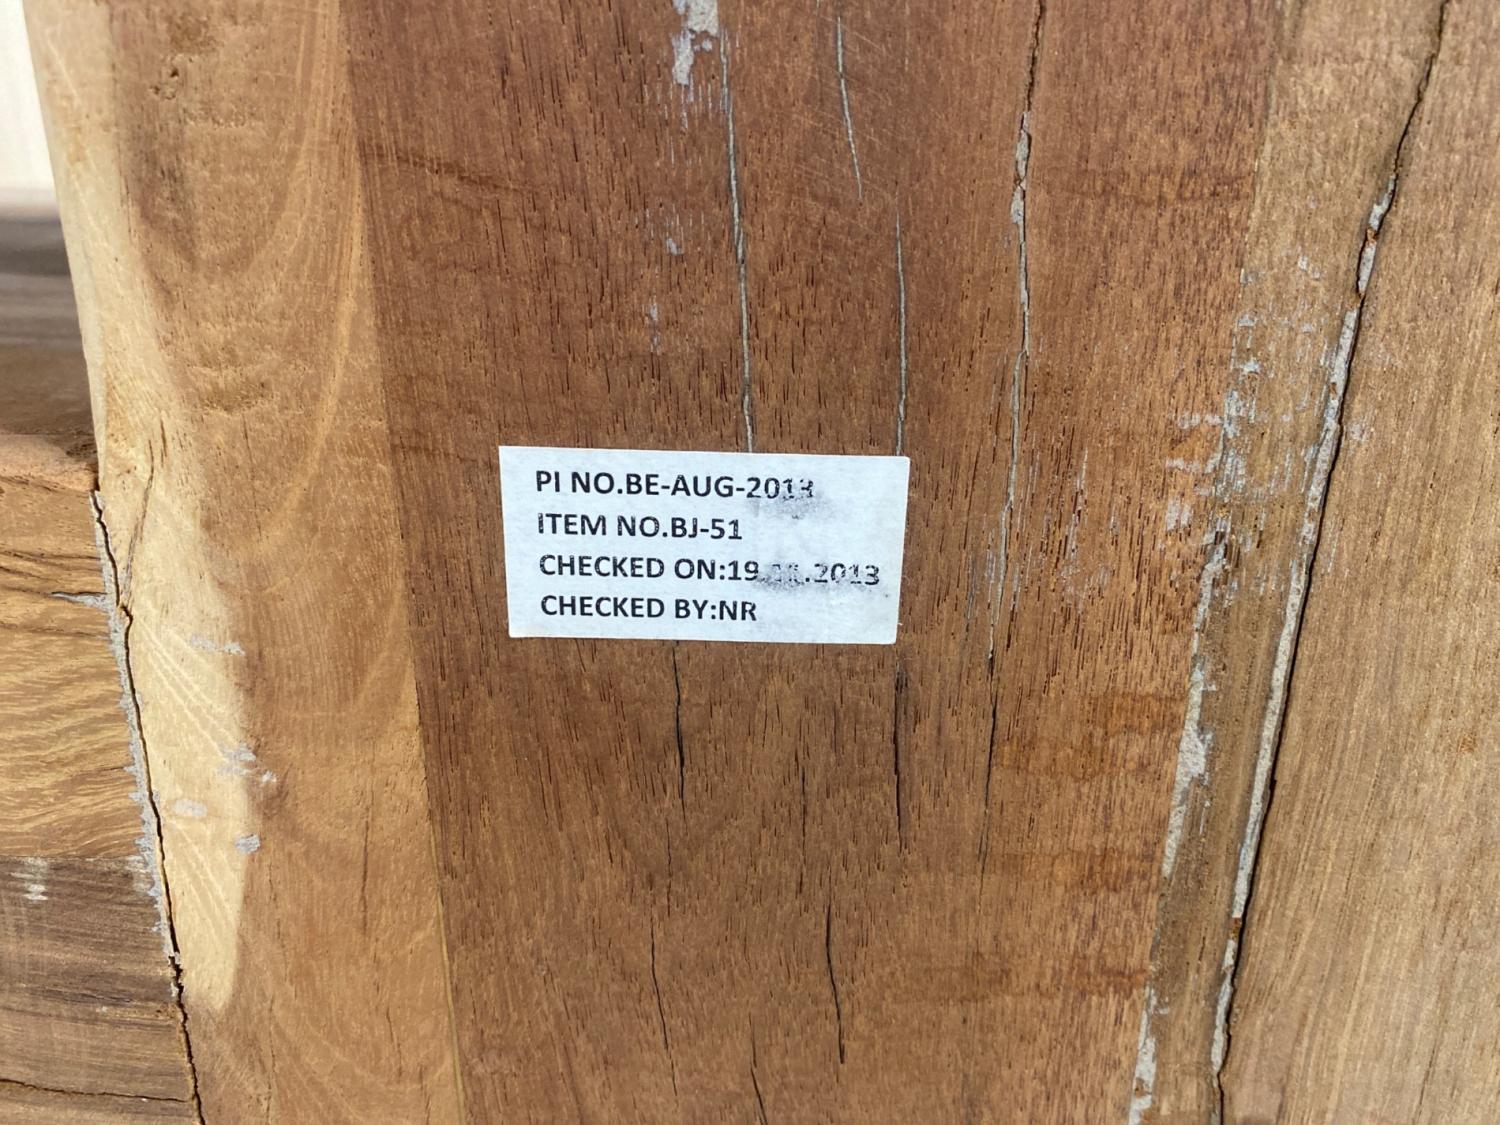 PI NO.BE-AUG-2013
ITEM NO.BJ-51
CHECKED ON:
CHECKED BY:NR